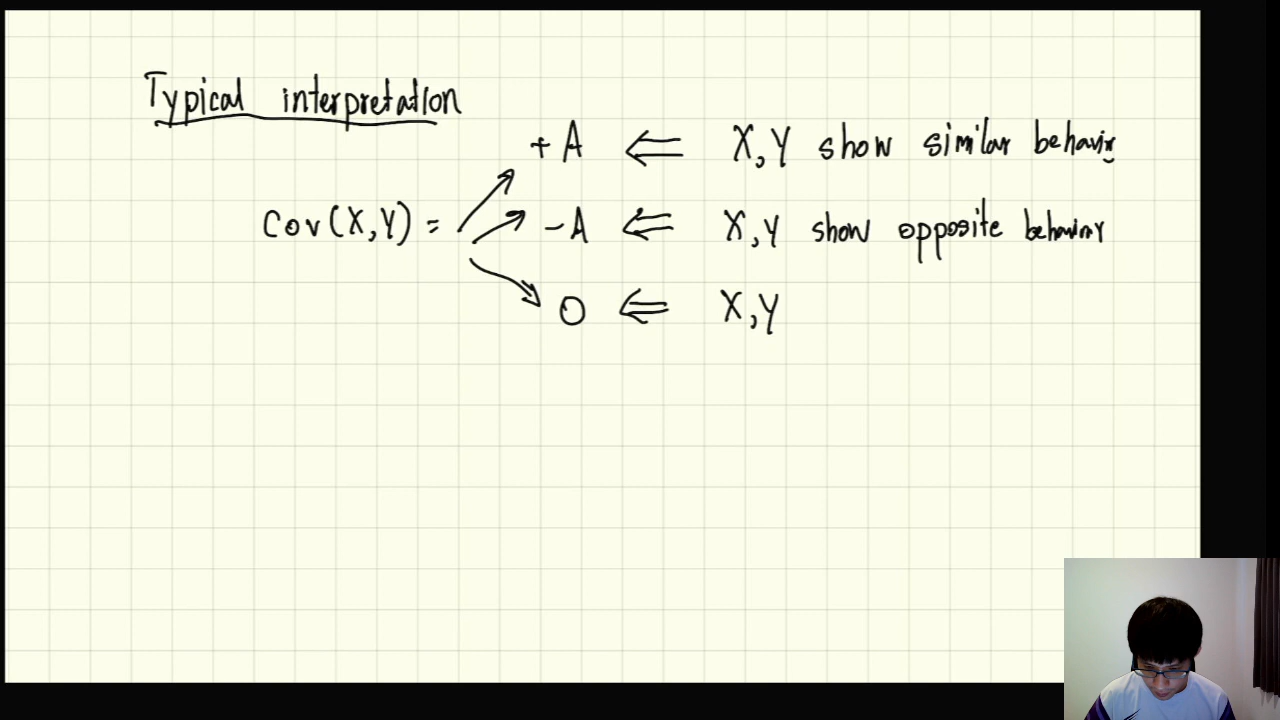 Typical interpretation
+A ⇐ X,Y show similar behavior
Cov(X,Y) = -A ⇐ X,Y show opposite behavior
0 ⇐ X,Y